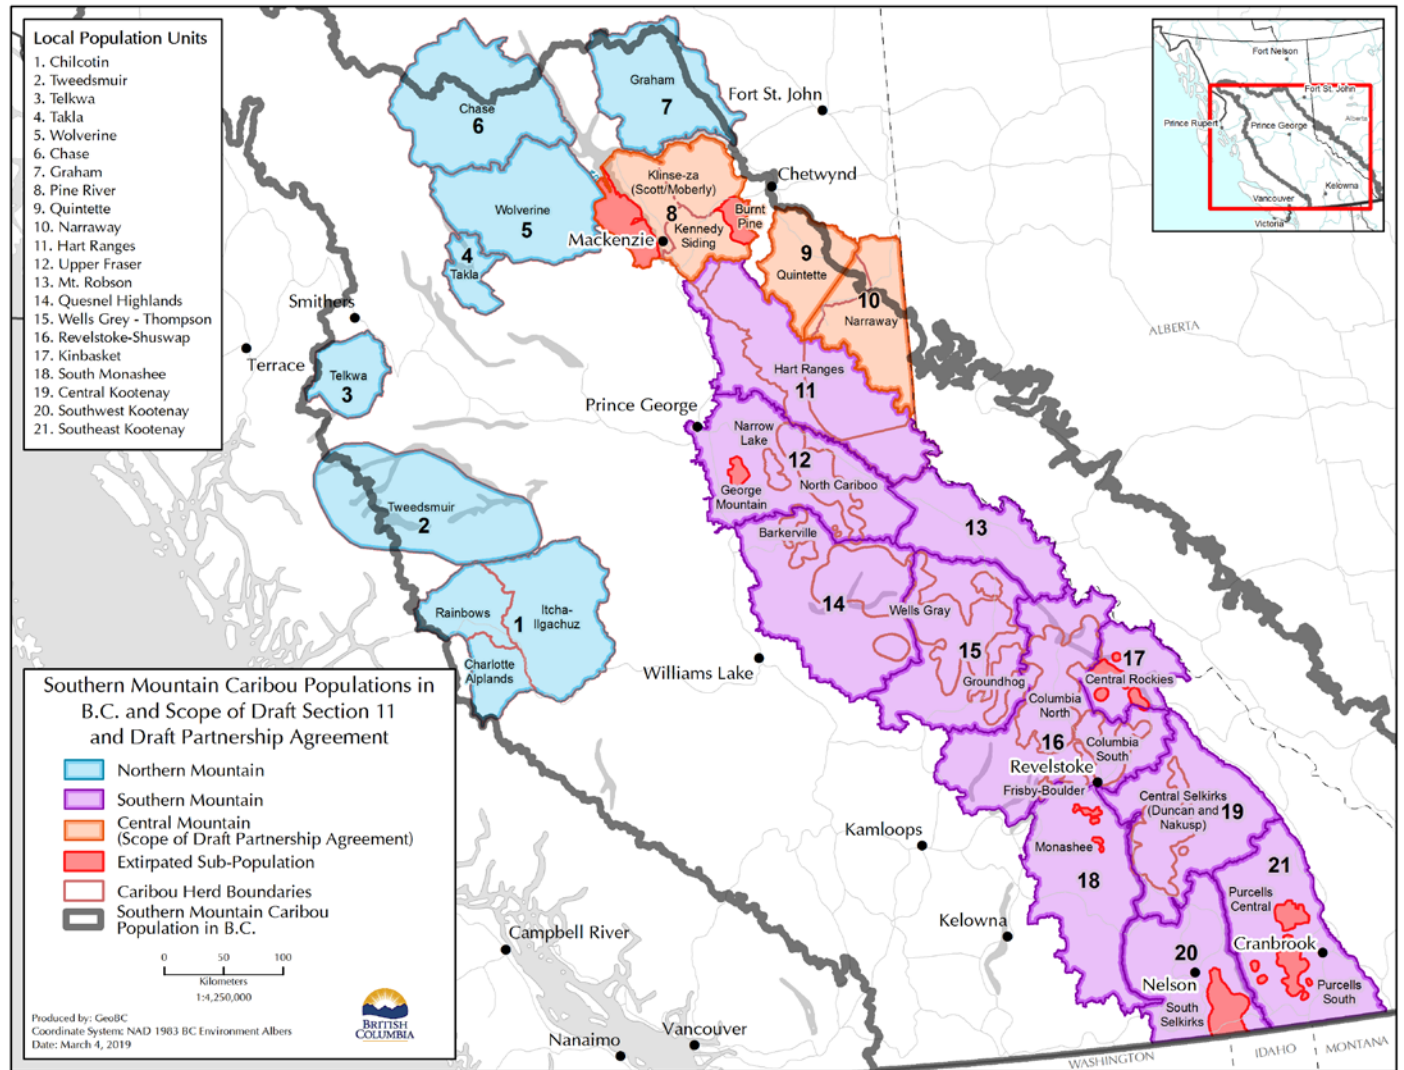 Local Population Units
1. Chilcotin
2. Tweedsmuir
3. Telkwa
4. Takla
5. Wolverine
6. Chase
7. Graham
8. Pine River
9. Quintette
10. Narraway
11. Hart Ranges
12. Upper Fraser
13. Mt. Robson
14. Quesnel Highlands
15. Wells Grey - Thompson
16. Revelstoke-Shuswap
17. Kinbasket
18. South Monashee
19. Central Kootenay
20. Southwest Kootenay
21. Southeast Kootenay
Fort Nelson
Fort St. John
Alberta
Prince Rupert
Prince George
Kelowna
Vancouver
Victoria
Chase
6
Graham
7
Fort St. John
Chetwynd
Klinse-za
(Scott/Moberly)
8
Kennedy
Siding
Burnt
Pine
Mackenzie
Wolverine
5
4
Takla
9
Quintette
10
Narraway
Smithers
Terrace
Telkwa
3
ALBERTA
Hart Ranges
11
Prince George
Narrow
Lake
12
North Cariboo
George
Mountain
Tweedsmuir
2
13
Barkerville
14
Wells Gray
15
Groundhog
Rainbows
1
Itcha-
Ilgachuz
Charlotte
Alplands
Williams Lake
17
Central Rockies
Columbia
North
16
Columbia
South
Revelstoke
Frisby-Boulder
Central Selkirks
(Duncan and
Nakusp)
19
Kamloops
Monashee
18
21
Purcells
Central
Kelowna
Cranbrook
20
Nelson
Purcells
South
South
Selkirks
Campbell River
Vancouver
Nanaimo
WASHINGTON
IDAHO
MONTANA
Southern Mountain Caribou Populations in
B.C. and Scope of Draft Section 11
and Draft Partnership Agreement
Northern Mountain
Southern Mountain
Central Mountain
(Scope of Draft Partnership Agreement)
Extirpated Sub-Population
Caribou Herd Boundaries
Southern Mountain Caribou
Population in B.C.
0 50 100
Kilometers
1:4,250,000
Produced by: GeoBC
Coordinate System: NAD 1983 BC Environment Albers
Date: March 4, 2019
BRITISH
COLUMBIA